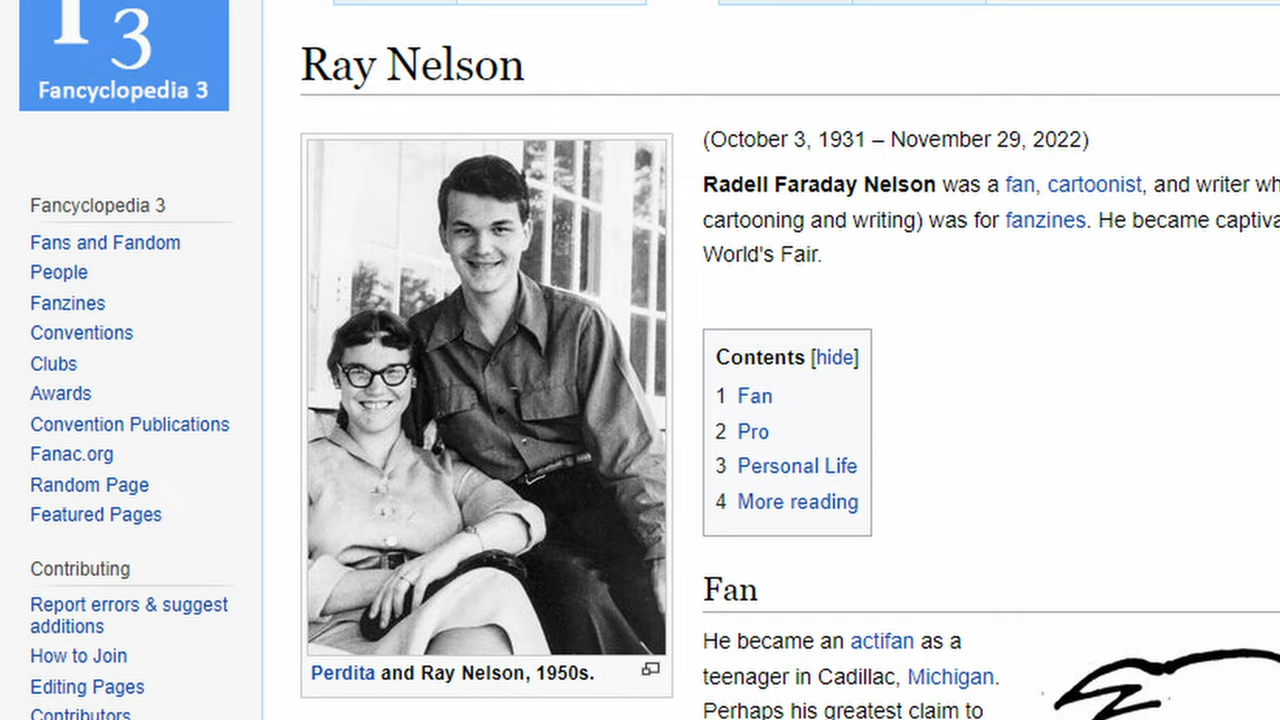 3
Fancyclopedia 3
Fancyclopedia 3
Fans and Fandom
People
Fanzines
Conventions
Clubs
Awards
Convention Publications
Fanac.org
Random Page
Featured Pages
Contributing
Report errors & suggest
additions
How to Join
Editing Pages
Contributors
Ray Nelson
Perdita and Ray Nelson, 1950s.
(October 3, 1931 – November 29, 2022)
Radell Faraday Nelson was a fan, cartoonist, and writer wh
cartooning and writing) was for fanzines. He became captiva
World's Fair.
Contents [hide]
1 Fan
2 Pro
3 Personal Life
4 More reading
Fan
He became an actifan as a
teenager in Cadillac, Michigan.
Perhaps his greatest claim to